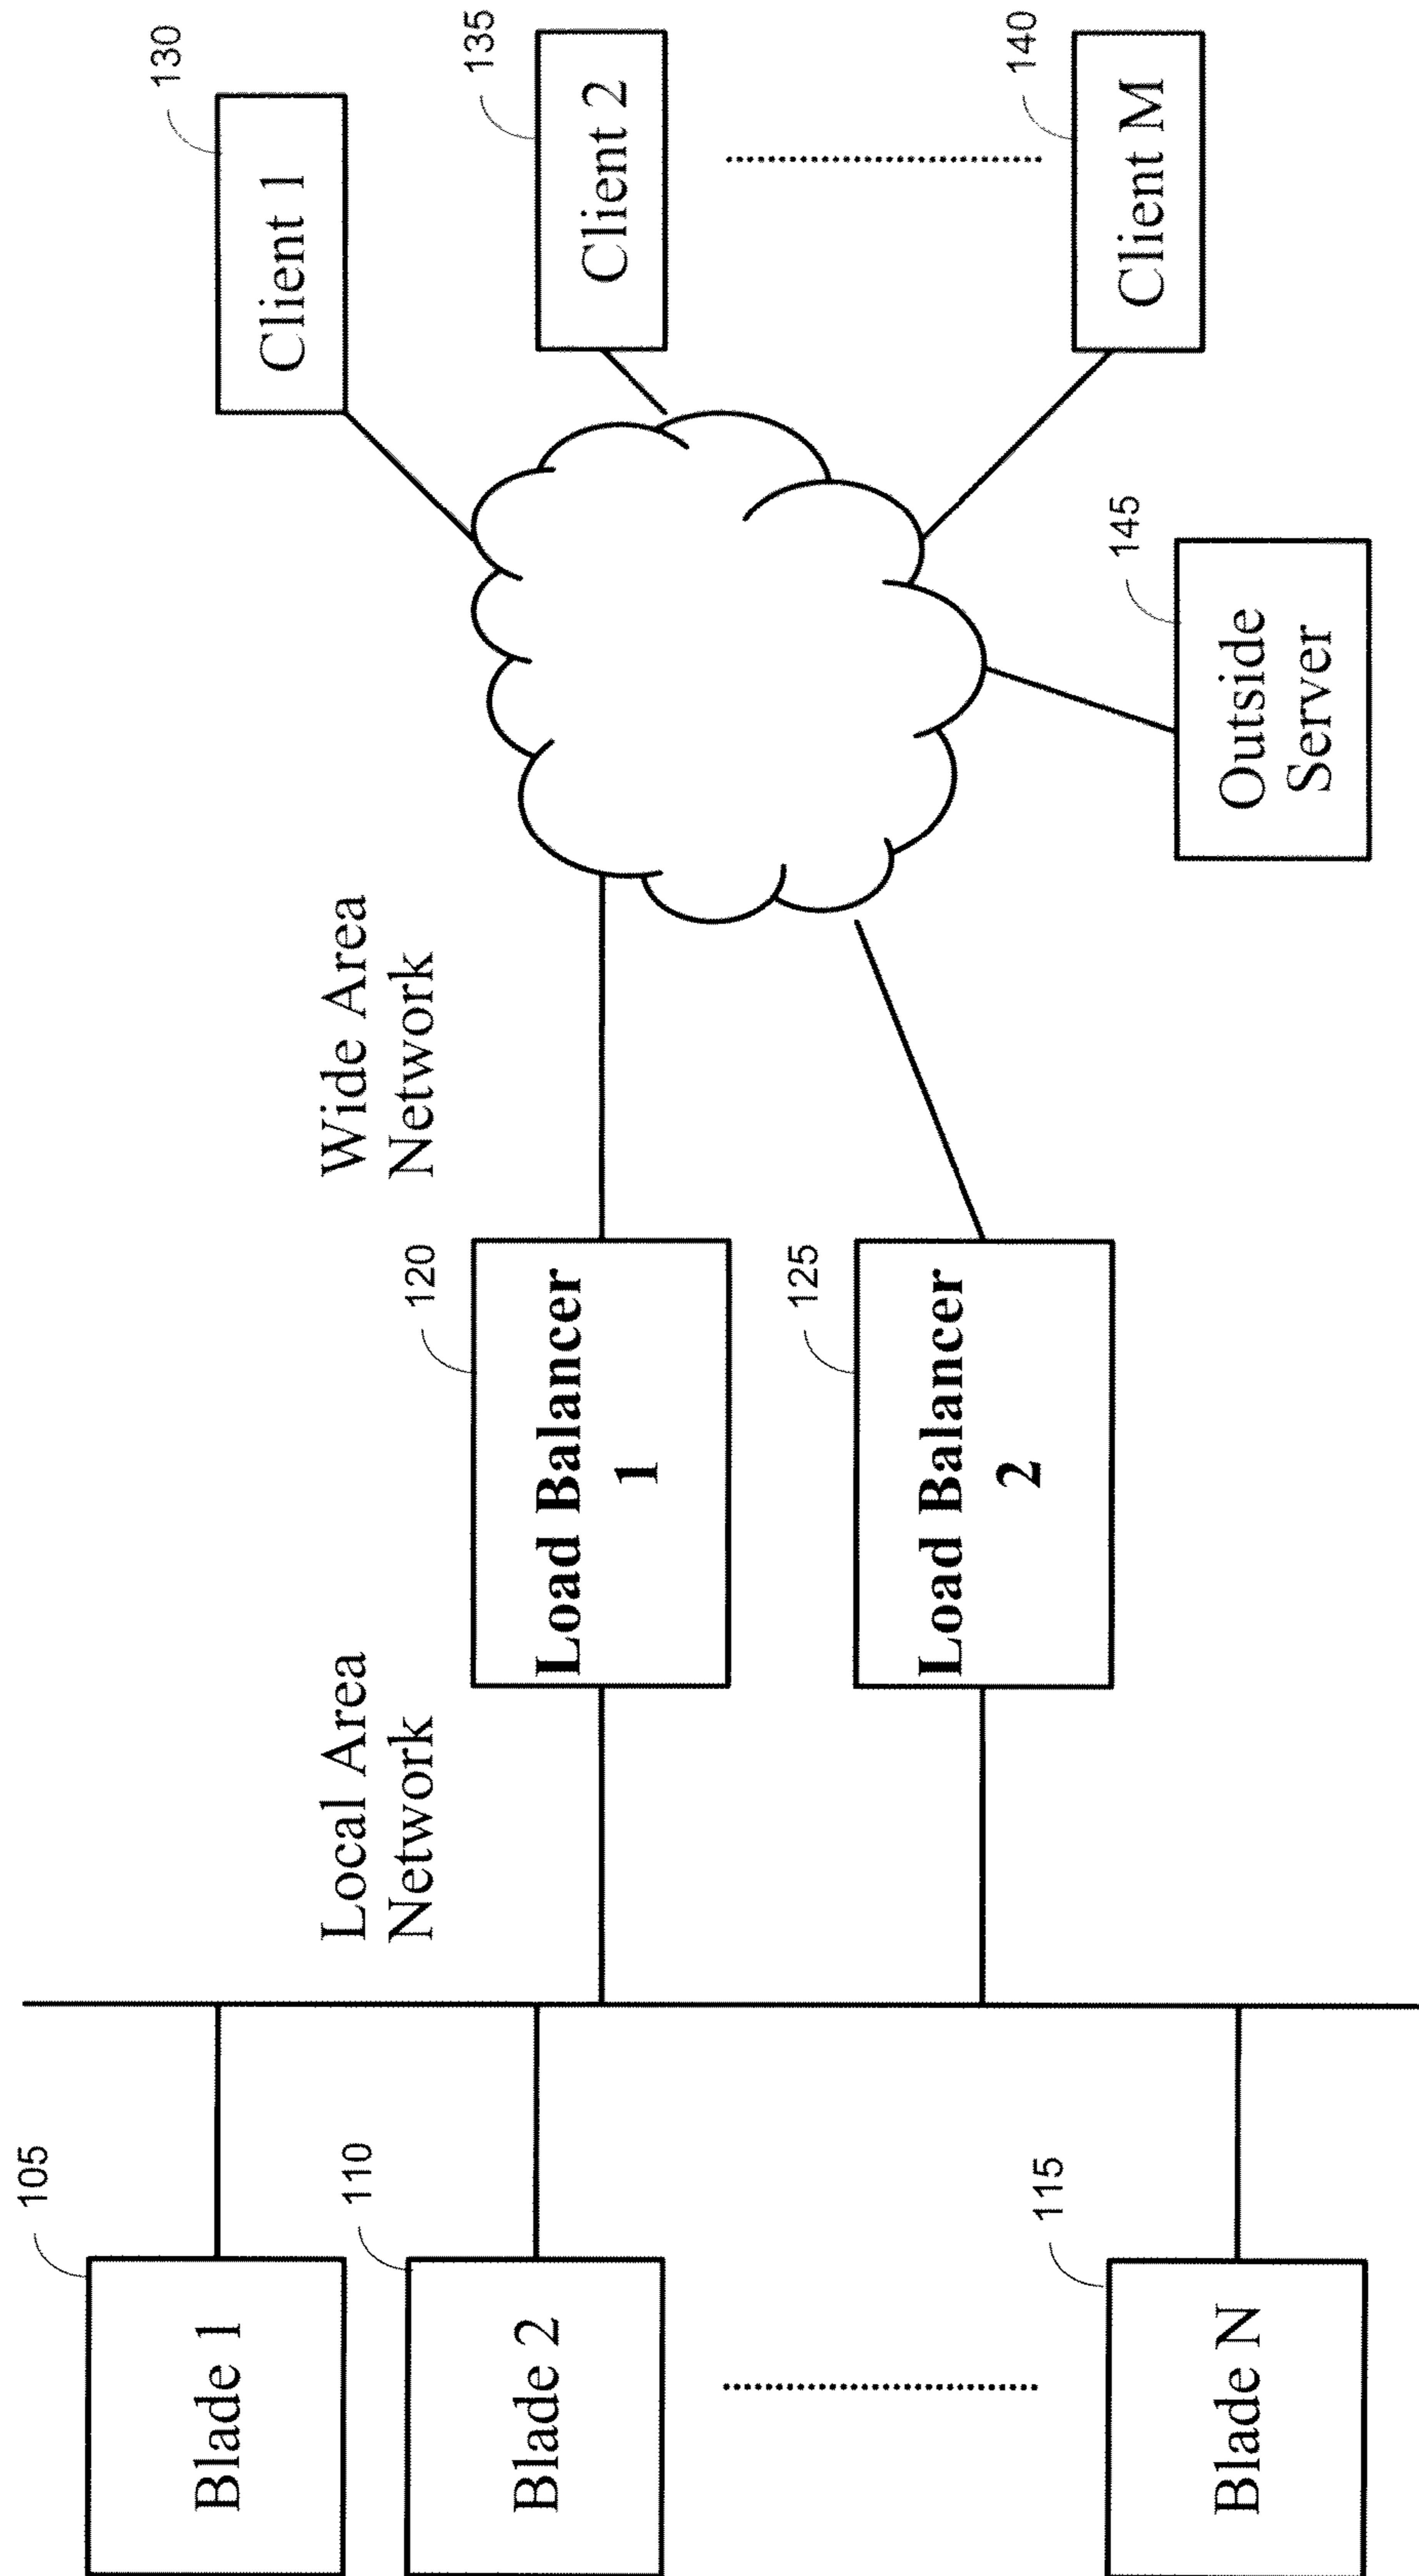 105
Blade 1
110
Blade 2
115
Blade N
Local Area
Network
120
Load Balancer
1
125
Load Balancer
2
Wide Area
Network
130
Client 1
135
Client 2
140
Client M
145
Outside
Server